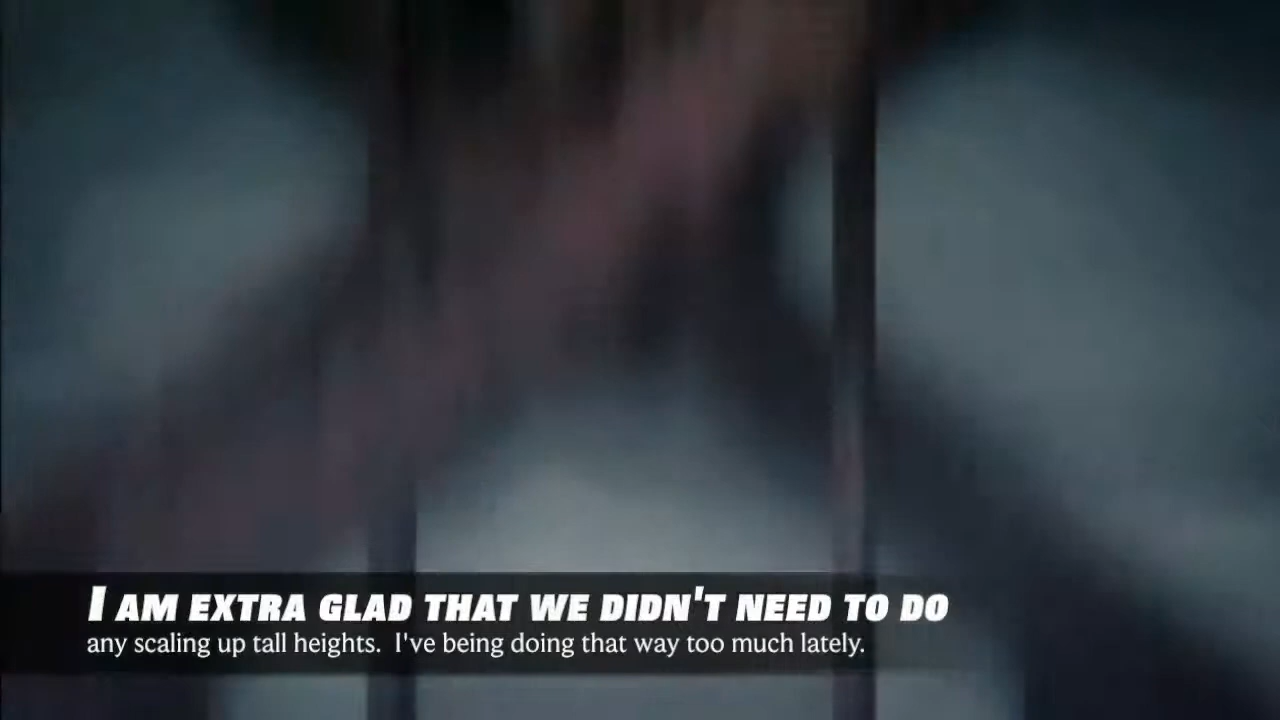 I AM EXTRA GLAD THAT WE DIDN'T NEED TO DO
any scaling up tall heights.  I've being doing that way too much lately.